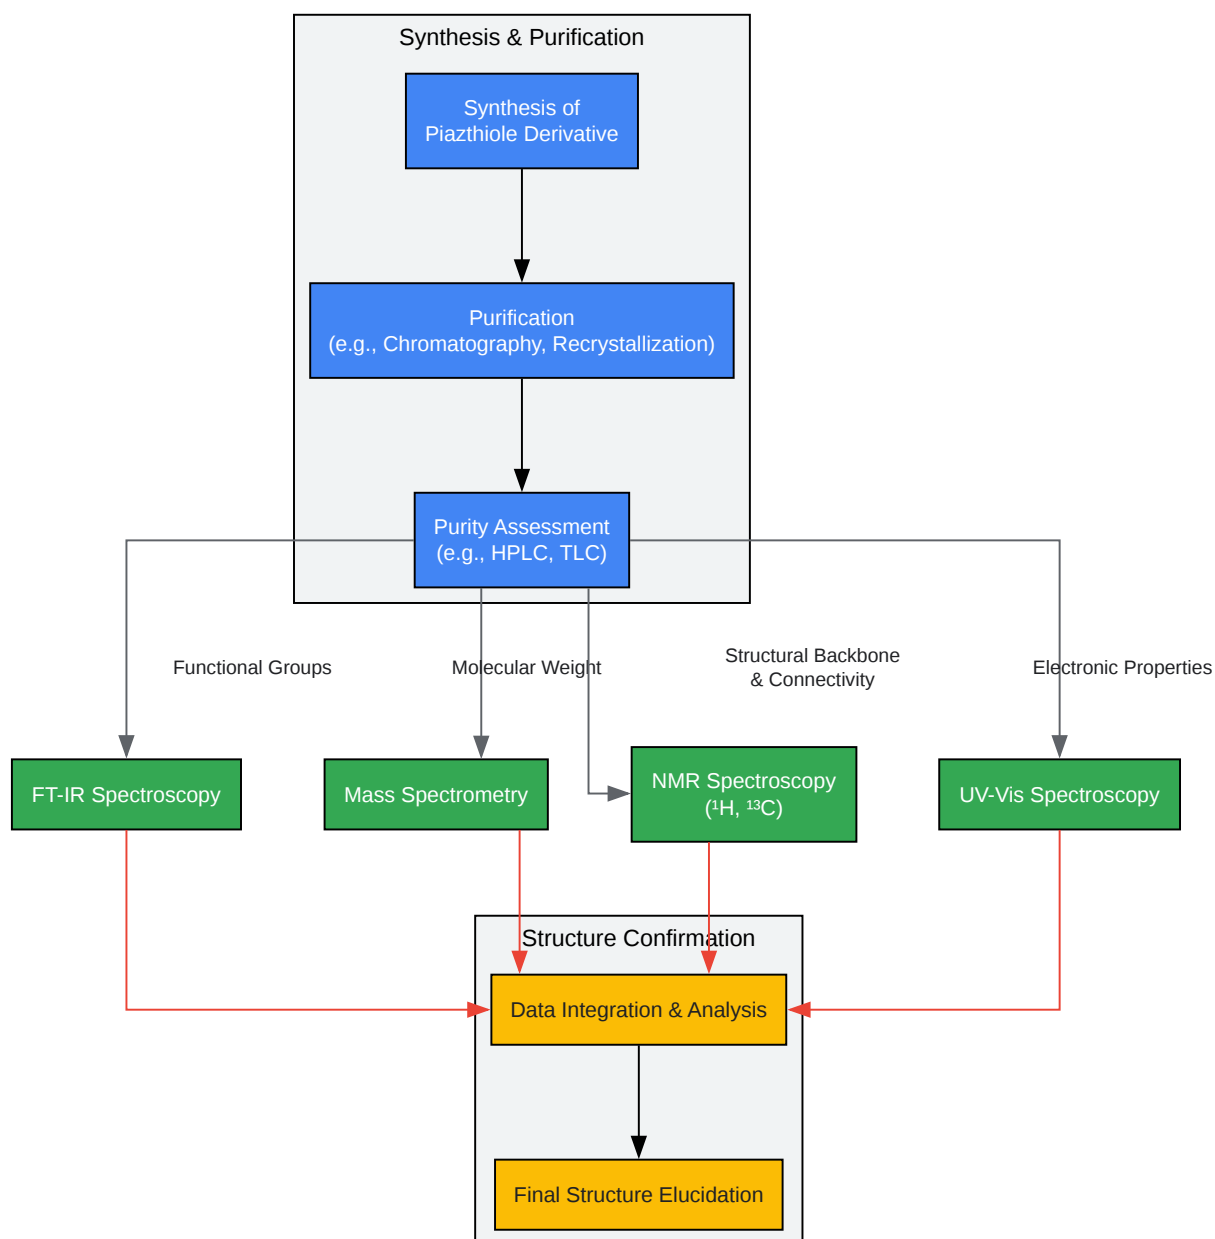 Synthesis & Purification
Synthesis of
Piazthiole Derivative
Purification
(e.g., Chromatography, Recrystallization)
Purity Assessment
(e.g., HPLC, TLC)
Functional Groups
Molecular Weight
Structural Backbone
& Connectivity
Electronic Properties
FT-IR Spectroscopy
Mass Spectrometry
NMR Spectroscopy
(¹H, ¹³C)
UV-Vis Spectroscopy
Structure Confirmation
Data Integration & Analysis
Final Structure Elucidation